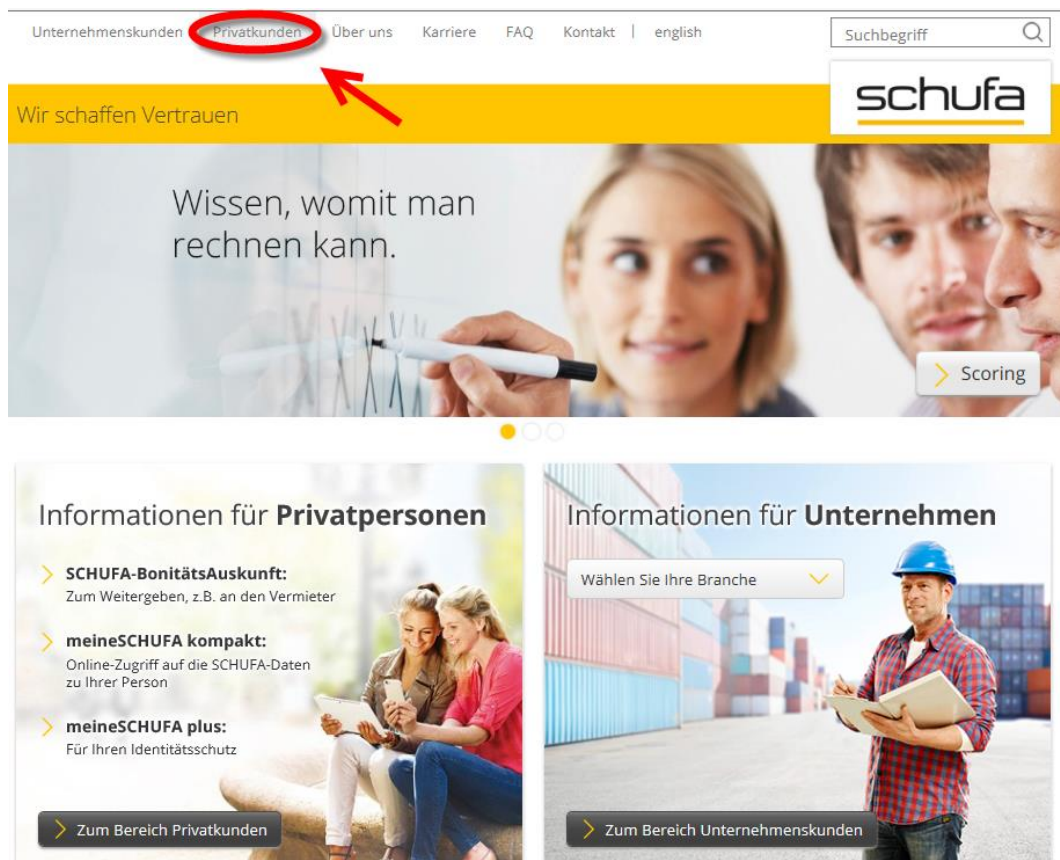 Unternehmenskunden Privatkunden Über uns Karriere FAQ Kontakt | english
Suchbegriff
schufa
Wir schaffen Vertrauen
Wissen, womit man
rechnen kann.
Scoring
Informationen für Privatpersonen
SCHUFA-BonitätsAuskunft:
Zum Weitergeben, z.B. an den Vermieter
meineSCHUFA kompakt:
Online-Zugriff auf die SCHUFA-Daten
zu Ihrer Person
meineSCHUFA plus:
Für Ihren Identitätsschutz
Zum Bereich Privatkunden
Informationen für Unternehmen
Wählen Sie Ihre Branche
Zum Bereich Unternehmenskunden